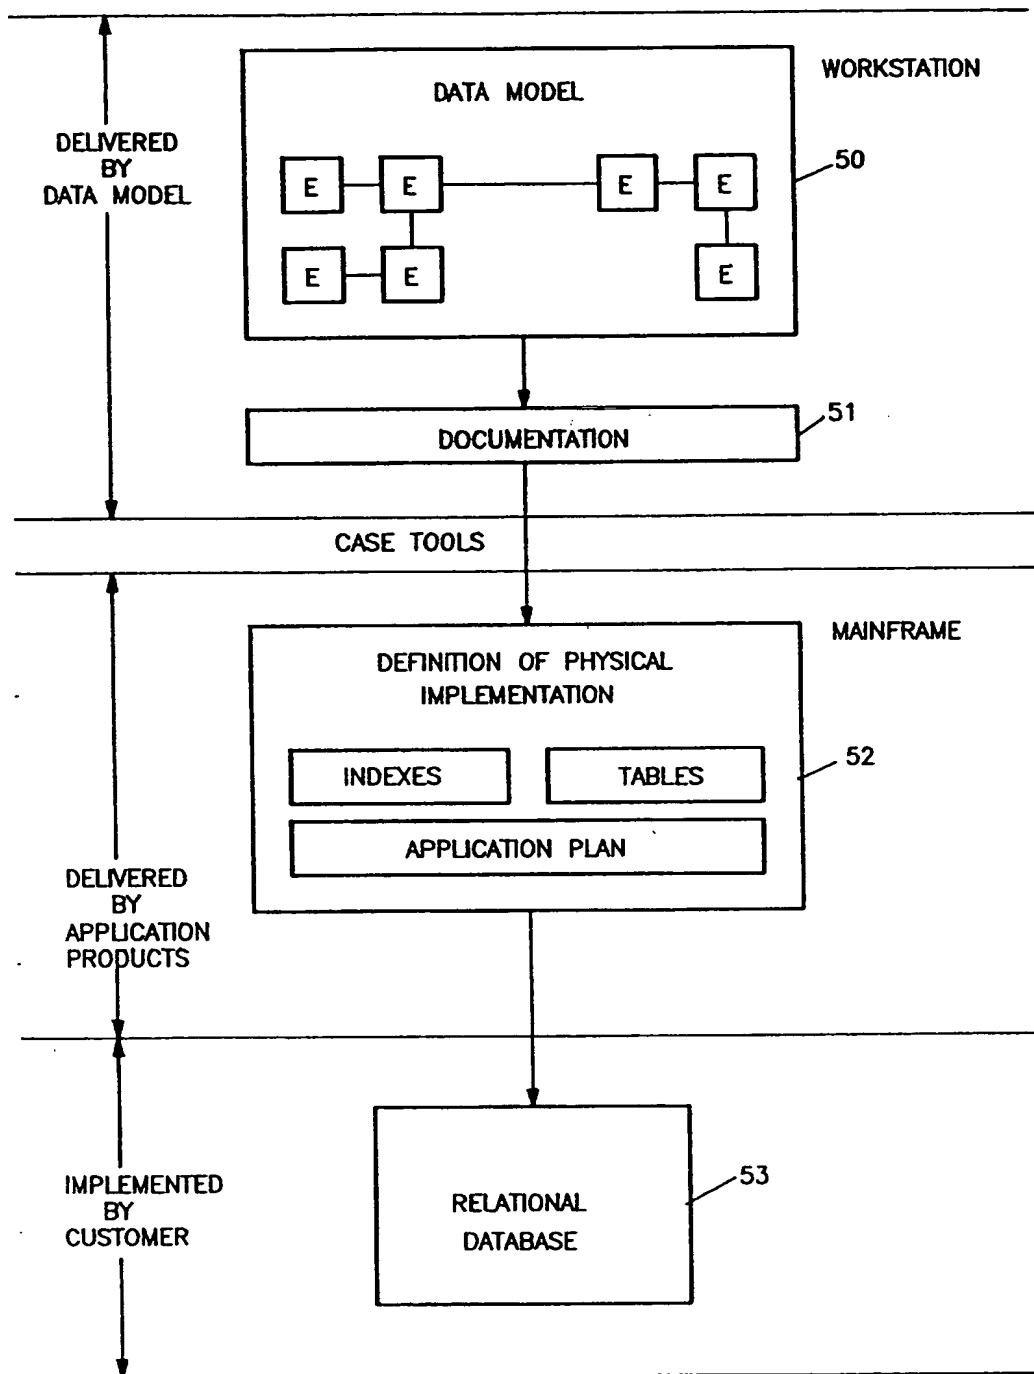 WORKSTATION
DATA MODEL
DELIVERED
BY
DATA MODEL
50
E E E E
E E E
51
DOCUMENTATION
CASE TOOLS
MAINFRAME
DEFINITION OF PHYSICAL
IMPLEMENTATION
52
INDEXES TABLES
APPLICATION PLAN
DELIVERED
BY
APPLICATION
PRODUCTS
53
IMPLEMENTED
BY
CUSTOMER
RELATIONAL
DATABASE